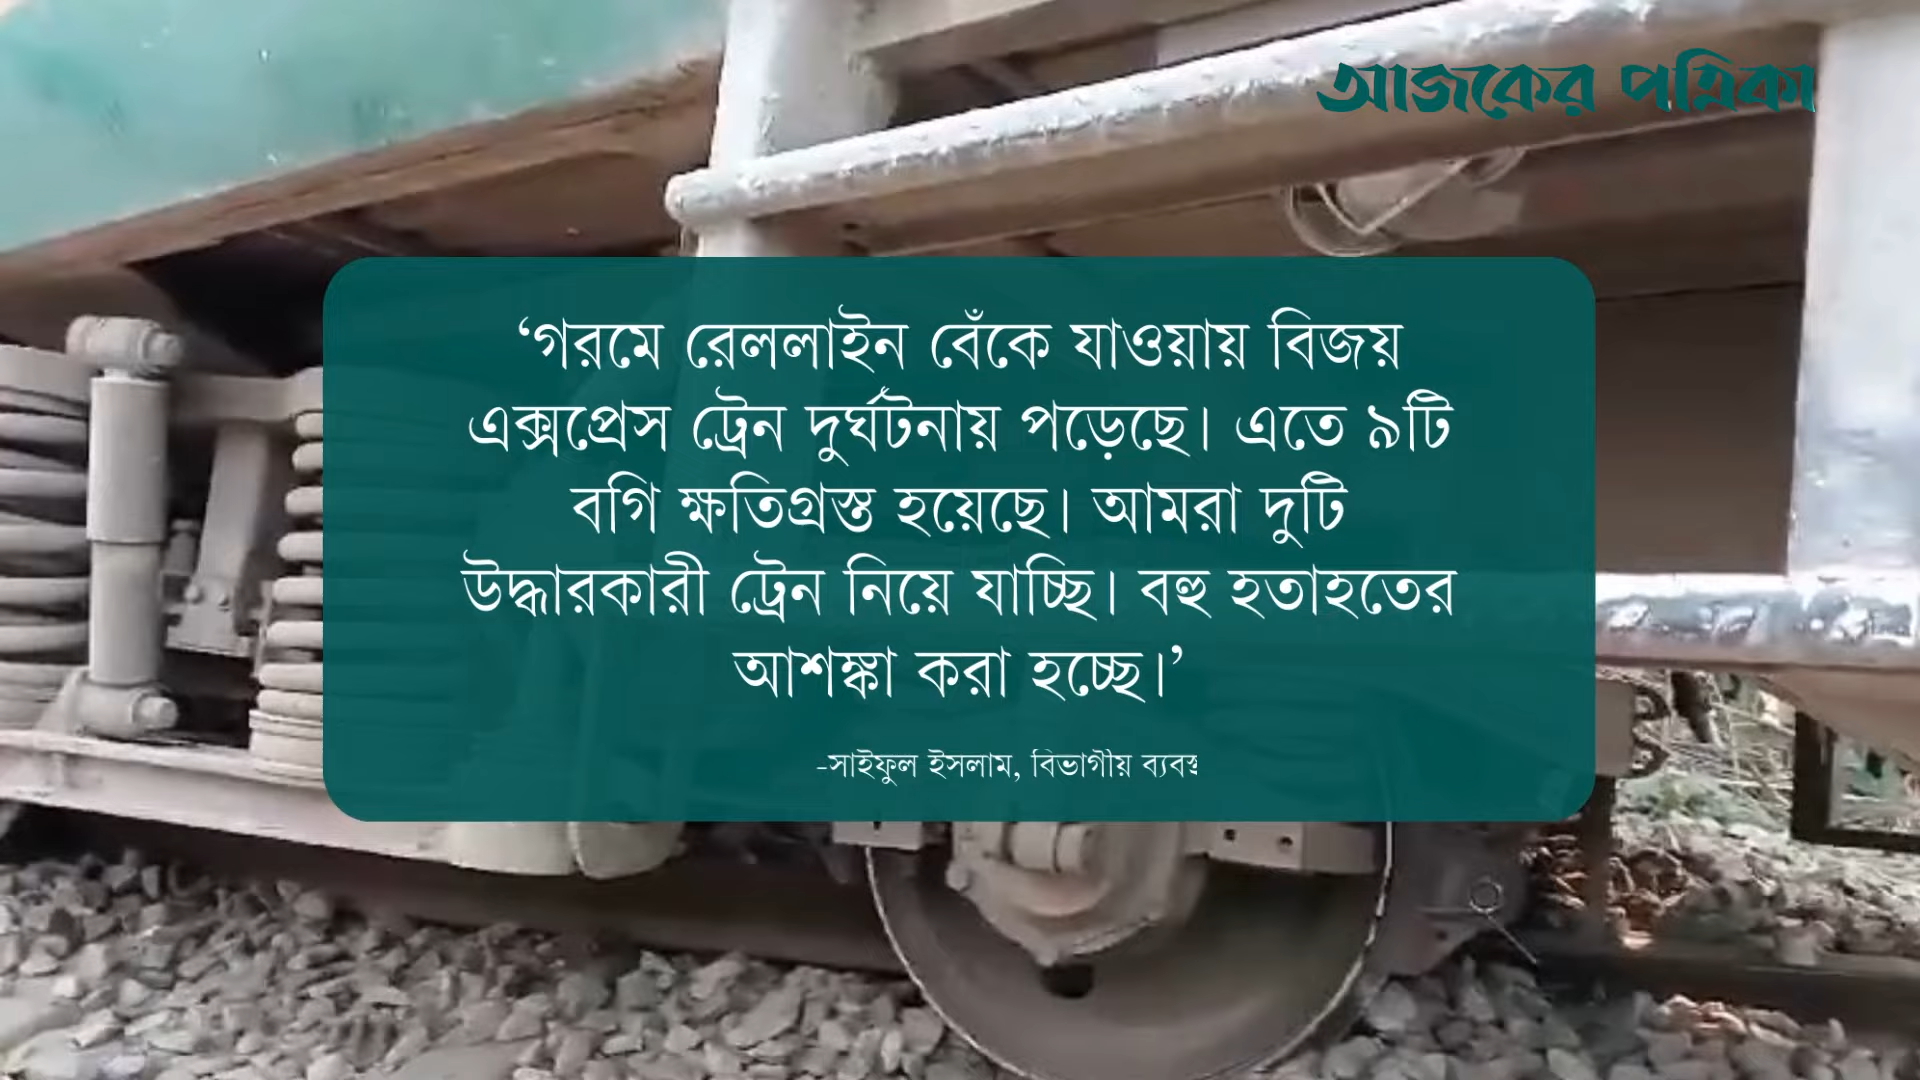 আজকের পত্রিকা
‘গরমে রেললাইন বেঁকে যাওয়ায় বিজয়
এক্সপ্রেস ট্রেন দুর্ঘটনায় পড়েছে। এতে ৯টি
বগি ক্ষতিগ্রস্ত হয়েছে। আমরা দুটি
উদ্ধারকারী ট্রেন নিয়ে যাচ্ছি। বহু হতাহতের
আশঙ্কা করা হচ্ছে।’
-সাইফুল ইসলাম, বিভাগীয়